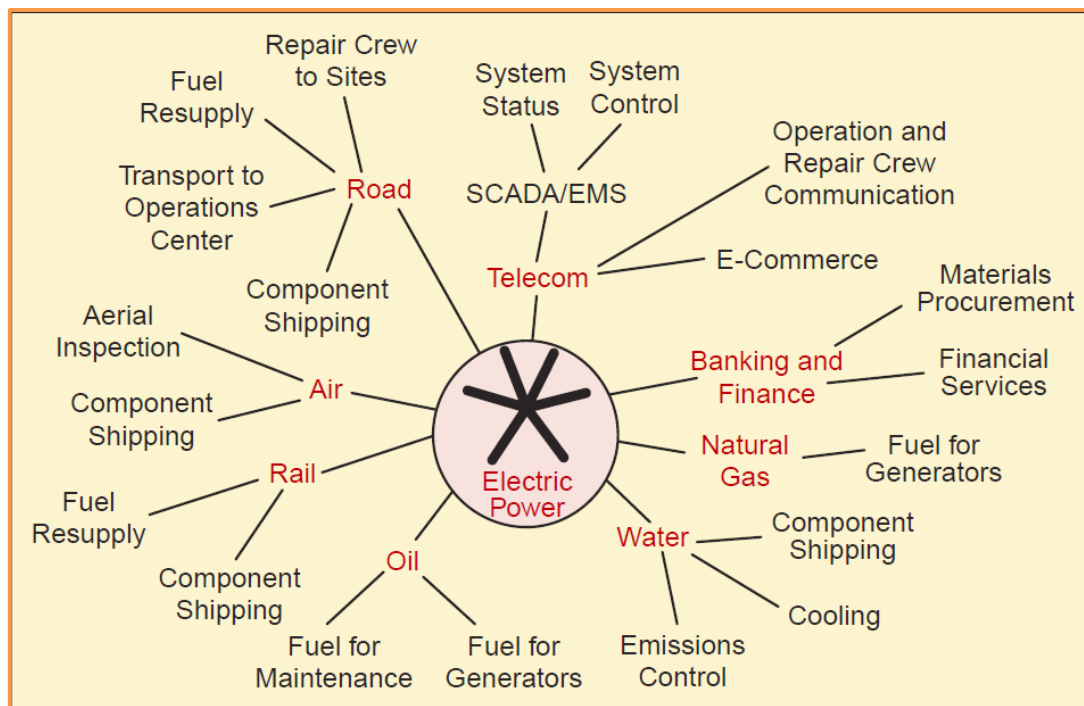 Repair Crew
to Sites
Fuel
Resupply
Transport to
Operations
Center
Road
Component
Shipping
System
Status
System
Control
SCADA/EMS
Operation and
Repair Crew
Communication
Telecom
E-Commerce
Materials
Procurement
Banking and
Finance
Financial
Services
Aerial
Inspection
Air
Component
Shipping
Electric
Power
Natural
Gas
Fuel for
Generators
Rail
Fuel
Resupply
Component
Shipping
Oil
Fuel for
Maintenance
Fuel for
Generators
Water
Component
Shipping
Cooling
Emissions
Control